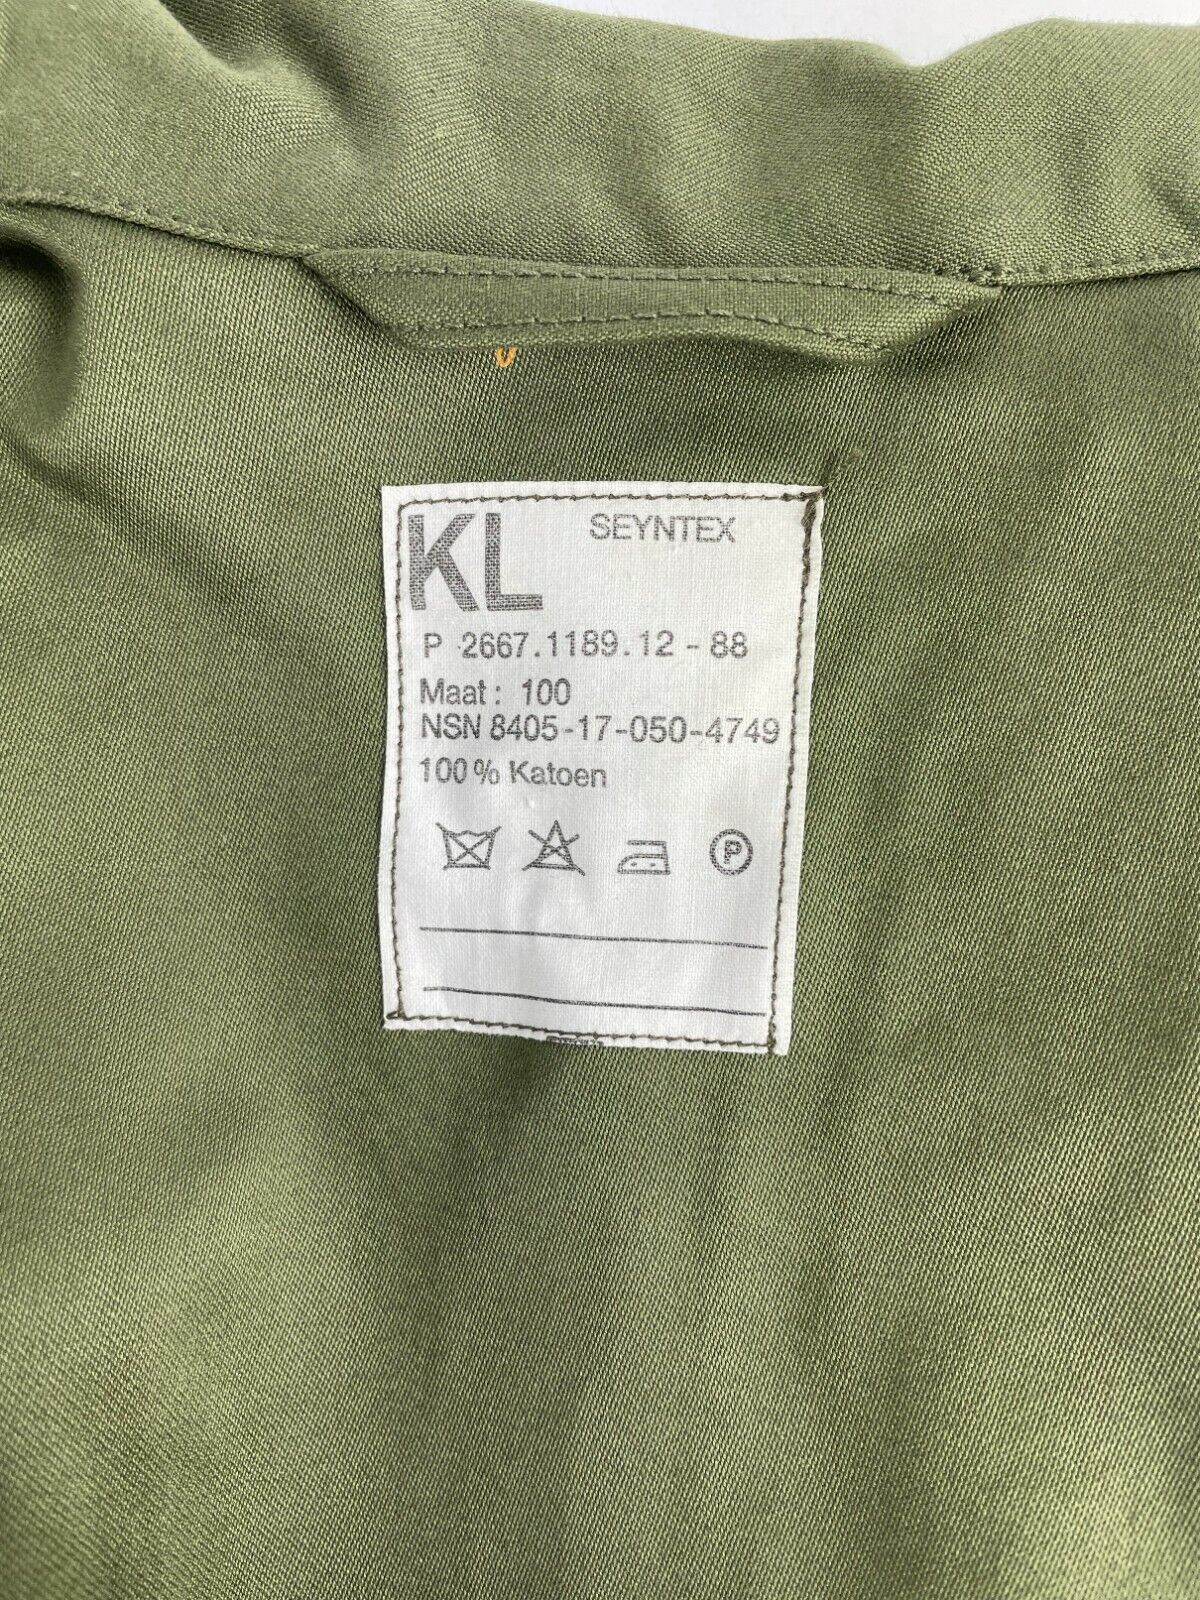 KL SEYNTEX
P 2667.1189.12 - 88
Maat: 100
NSN 8405-17-050-4749
100% Katoen
P